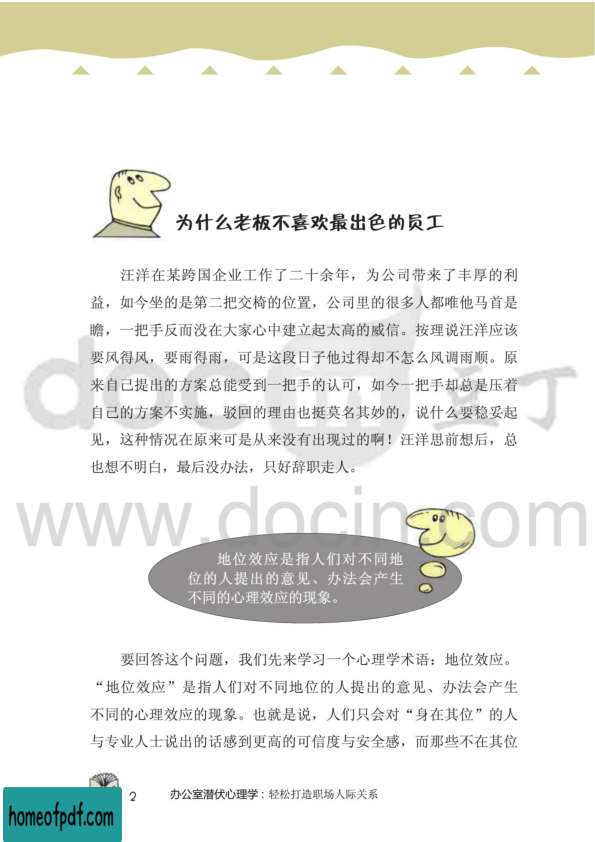 为什么老板不喜欢最出色的员工
汪洋在某跨国企业工作了二十余年，为公司带来了丰厚的利
益，如今坐的是第二把交椅的位置，公司里的很多人都唯他马首是
瞻，一把手反而没在大家心中建立起太高的威信。按理说汪洋应该
要风得风，要雨得雨，可是这段日子他过得却不怎么风调雨顺。原
来自己提出的方案总能受到一把手的认可，如今一把手却总是压着
自己的方案不实施，驳回的理由也挺莫名其妙的，说什么要稳妥起
见，这种情况在原来可是从来没有出现过的啊！汪洋思前想后，总
也想不明白，最后没办法，只好辞职走人。
docin 豆丁
www.docin.com
地位效应是指人们对不同地
位的人提出的意见、办法会产生
不同的心理效应的现象。
要回答这个问题，我们先来学习一个心理学术语：地位效应。
“地位效应”是指人们对不同地位的人提出的意见、办法会产生
不同的心理效应的现象。也就是说，人们只会对“身在其位”的人
与专业人士说出的话感到更高的可信度与安全感，而那些不在其位
2 办公室潜伏心理学：轻松打造职场人际关系
homeofpdf.com